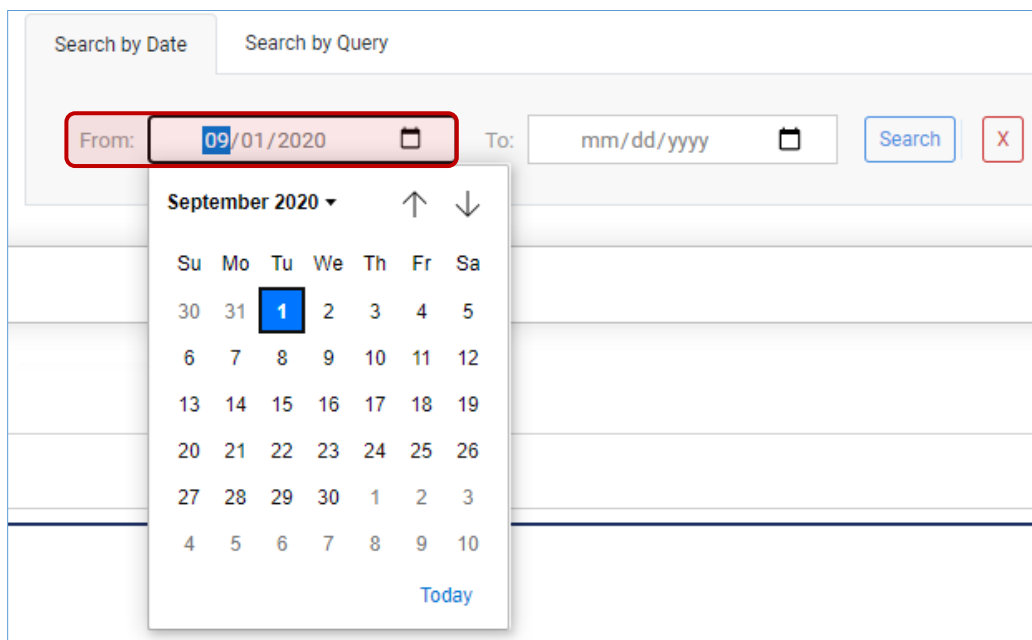 Search by Date Search by Query
From: 09/01/2020 To: mm/dd/yyyy Search X
September 2020
Su Mo Tu We Th Fr Sa
30 31 1 2 3 4 5
6 7 8 9 10 11 12
13 14 15 16 17 18 19
20 21 22 23 24 25 26
27 28 29 30 1 2 3
4 5 6 7 8 9 10
Today